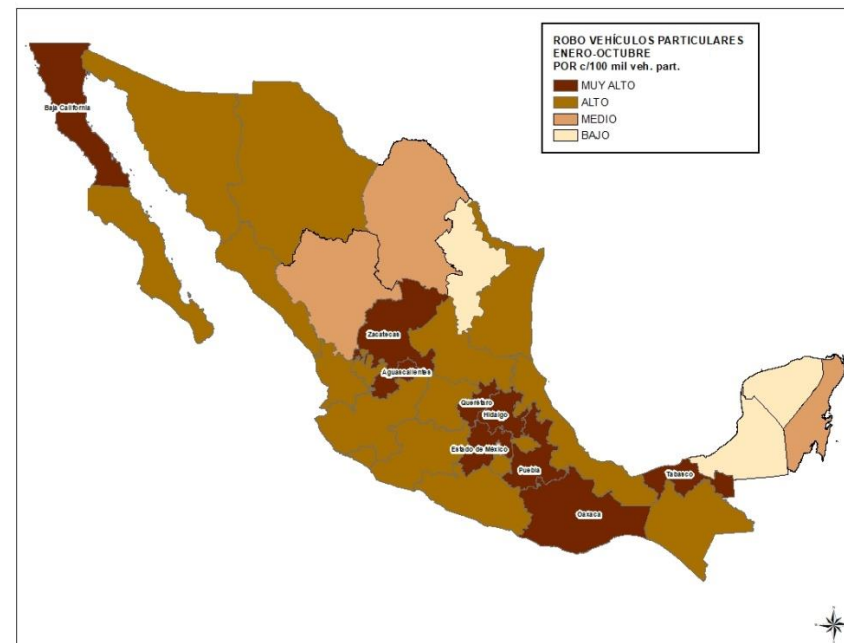 ROBO VEHÍCULOS PARTICULARES
ENERO-OCTUBRE
POR c/100 mil veh. part.
MUY ALTO
ALTO
MEDIO
BAJO
Baja California
Zacatecas
Aguascalientes
Querétaro
Hidalgo
Estado de México
Puebla
Tabasco
Oaxaca